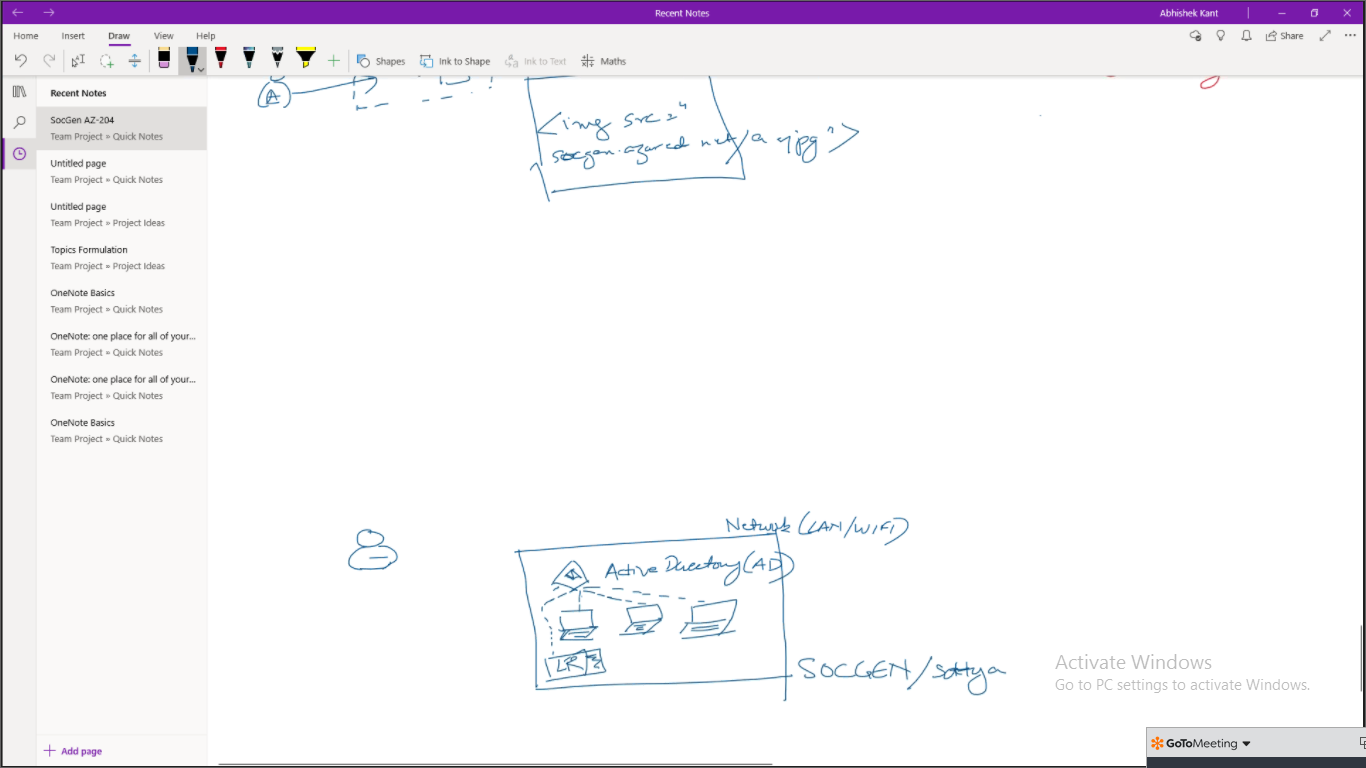 Recent Notes
Abhishek Kant
Home Insert Draw View Help
Share
Shapes
Ink to Shape
Ink to Text
Maths
Recent Notes
SocGen AZ-204
Team Project » Quick Notes
Untitled page
Team Project » Quick Notes
Untitled page
Team Project » Project Ideas
Topics Formulation
Team Project » Project Ideas
OneNote Basics
Team Project » Quick Notes
OneNote: one place for all of your...
Team Project » Quick Notes
OneNote: one place for all of your...
Team Project » Quick Notes
OneNote Basics
Team Project » Quick Notes
Add page
A
<img src="
net/a.jpg">
Network (LAN/WIFI)
Active Directory (AD)
SOCGEN/
Activate Windows
Go to PC settings to activate Windows.
GoToMeeting